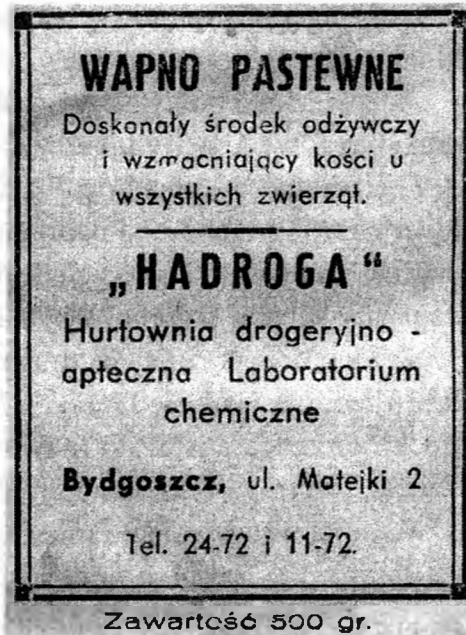 WAPNO PASTEWNE
Doskonały środek odżywczy
i wzmacniający kości u
wszystkich zwierząt.
„HADROGA“
Hurtownia drogeryjno -
apteczna Laboratorium
chemiczne
Bydgoszcz, ul. Matejki 2
Tel. 24-72 i 11-72.
Zawartość 500 gr.